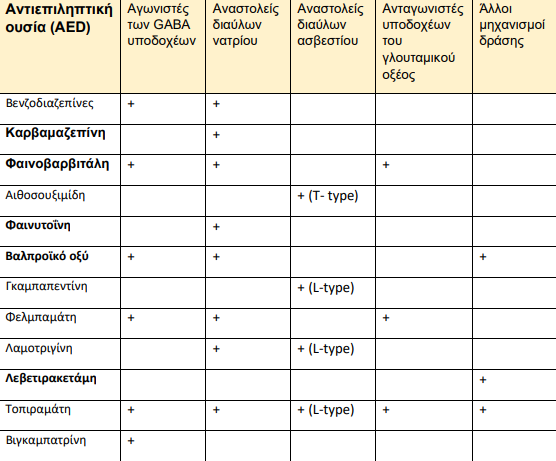 Αντιεπιληπτική ουσία (AED) | Αγωνιστές των GABA υποδοχέων | Αναστολείς διαύλων νατρίου | Αναστολείς διαύλων ασβεστίου | Ανταγωνιστές υποδοχέων του γλουταμικού οξέος | Άλλοι μηχανισμοί δράσης
Βενζοδιαζεπίνες | + | + | | |
Καρβαμαζεπίνη | | + | | |
Φαινοβαρβιτάλη | + | + | | + |
Αιθοσουξιμίδη | | | + (T- type) | |
Φαινυτοΐνη | | + | | |
Βαλπροϊκό οξύ | + | + | | | +
Γκαμπαπεντίνη | | | + (L-type) | |
Φελμπαμάτη | + | + | | + |
Λαμοτριγίνη | | + | + (L-type) | |
Λεβετιρακετάμη | | | | | +
Τοπιραμάτη | + | + | + (L-type) | + | +
Βιγκαμπατρίνη | + | | | |